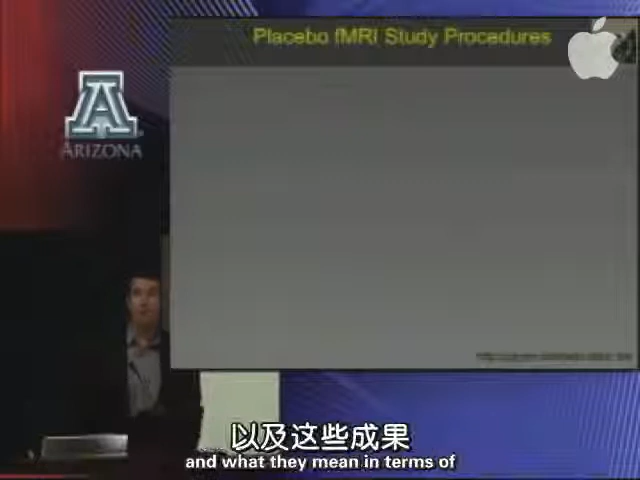 Placebo fMRI Study Procedures
A
ARIZONA
以及这些成果
and what they mean in terms of